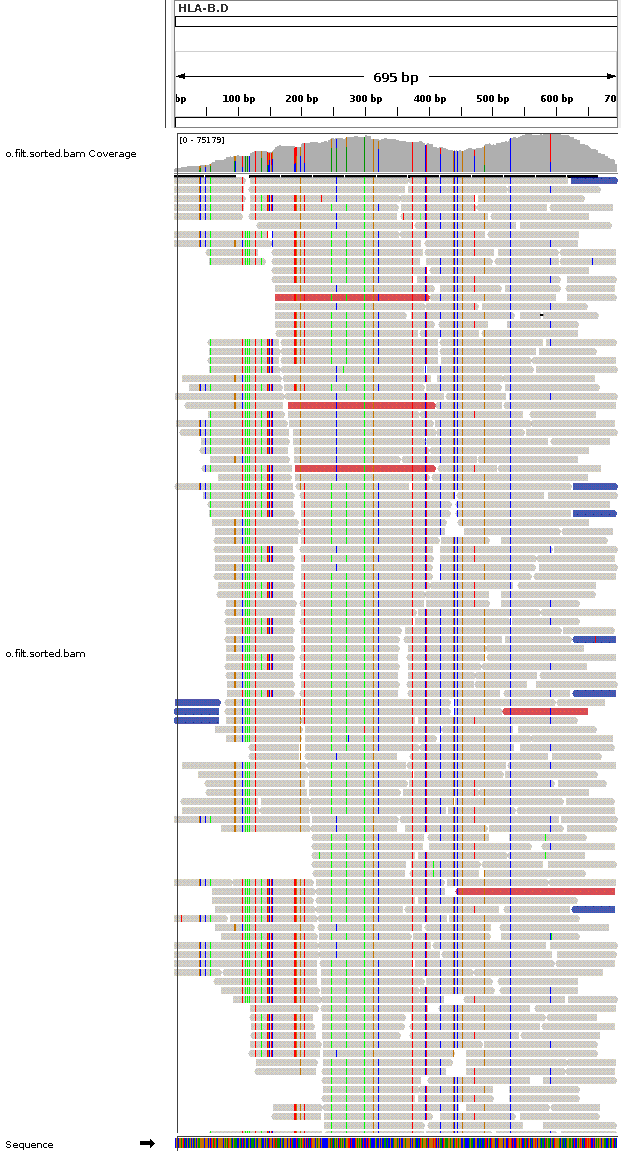 HLA-B.D
695 bp
bp 100 bp 200 bp 300 bp 400 bp 500 bp 600 bp 70
[0 - 75179]
o.filt.sorted.bam Coverage
o.filt.sorted.bam
Sequence